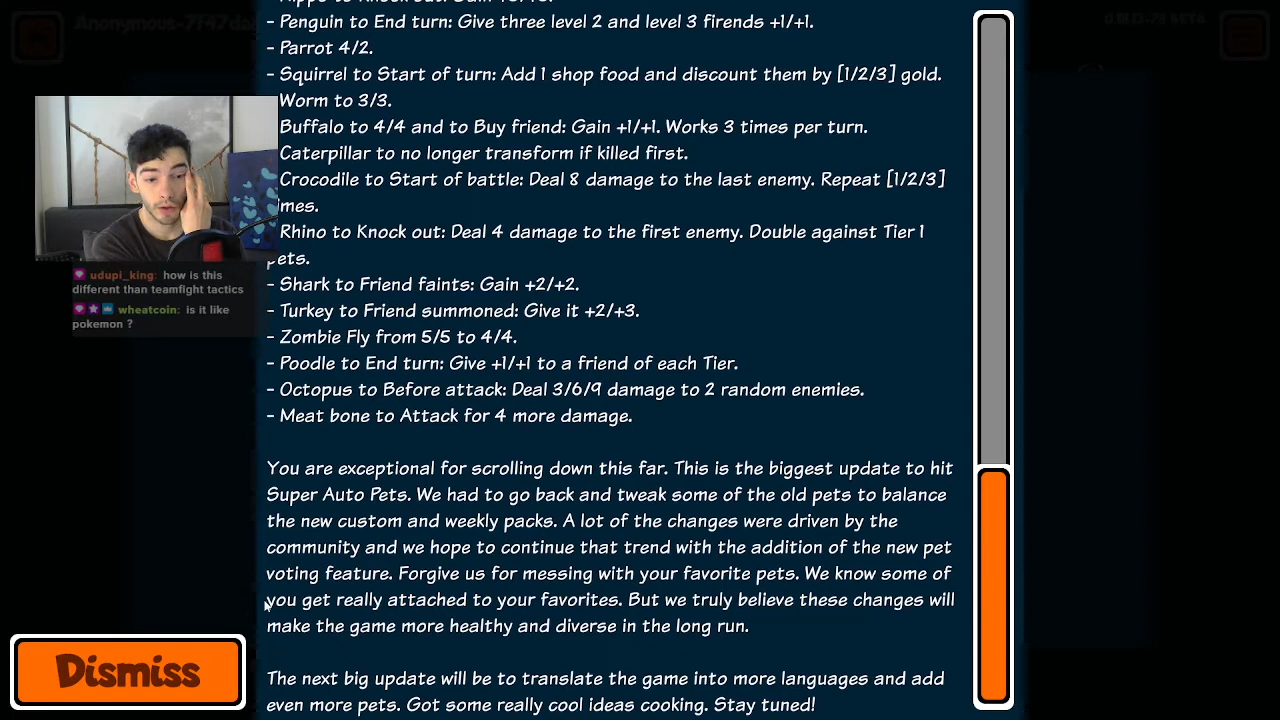 - Penguin to End turn: Give three level 2 and level 3 firends +1/+1.
- Parrot 4/2.
- Squirrel to Start of turn: Add 1 shop food and discount them by [1/2/3] gold.
Worm to 3/3.
Buffalo to 4/4 and to Buy friend: Gain +1/+1. Works 3 times per turn.
Caterpillar to no longer transform if killed first.
Crocodile to Start of battle: Deal 8 damage to the last enemy. Repeat [1/2/3]
imes.
Rhino to Knock out: Deal 4 damage to the first enemy. Double against Tier 1
pets.
- Shark to Friend faints: Gain +2/+2.
- Turkey to Friend summoned: Give it +2/+3.
- Zombie Fly from 5/5 to 4/4.
- Poodle to End turn: Give +1/+1 to a friend of each Tier.
- Octopus to Before attack: Deal 3/6/9 damage to 2 random enemies.
- Meat bone to Attack for 4 more damage.
You are exceptional for scrolling down this far. This is the biggest update to hit
Super Auto Pets. We had to go back and tweak some of the old pets to balance
the new custom and weekly packs. A lot of the changes were driven by the
community and we hope to continue that trend with the addition of the new pet
voting feature. Forgive us for messing with your favorite pets. We know some of
you get really attached to your favorites. But we truly believe these changes will
make the game more healthy and diverse in the long run.
The next big update will be to translate the game into more languages and add
even more pets. Got some really cool ideas cooking. Stay tuned!
udupi_king: how is this
different than teamfight tactics
wheatcoin: is it like
pokemon ?
Dismiss